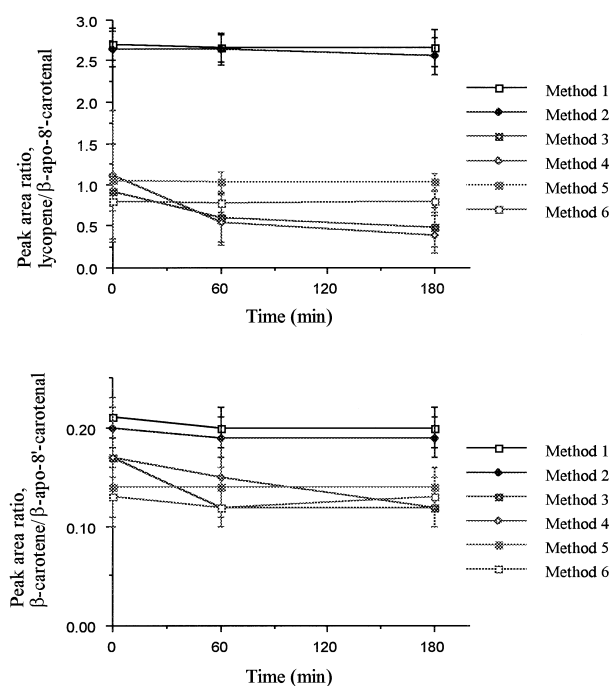 3.0
2.5
2.0
1.5
1.0
0.5
0.0
Peak area ratio,
lycopene/β-apo-8'-carotenal
0
60
120
180
Time (min)
Method 1
Method 2
Method 3
Method 4
Method 5
Method 6
0.20
0.10
0.00
Peak area ratio,
β-carotene/β-apo-8'-carotenal
0
60
120
180
Time (min)
Method 1
Method 2
Method 3
Method 4
Method 5
Method 6